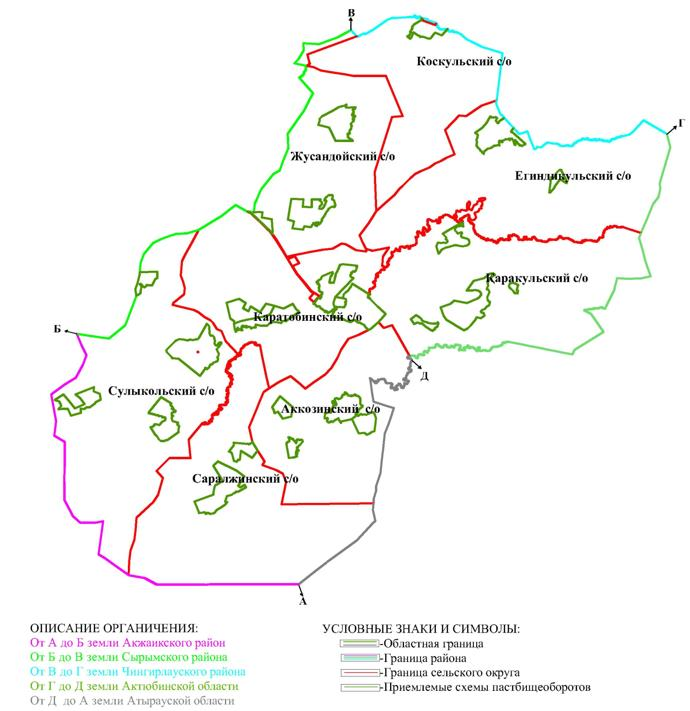 В
Коскульский с/о
Г
Жусандойский с/о
Егиндикульский с/о
Каракульский с/о
Каратобинский с/о
Б
Д
Сулыкольский с/о
Аккозинский с/о
Саралжинский с/о
А
ОПИСАНИЕ ОРГАНИЧЕНИЯ:
От А до Б земли Акжаикского район
От Б до В земли Сырымского района
От В до Г земли Чингирлауского района
От Г до Д земли Актюбинской области
От Д до А земли Атырауской области
УСЛОВНЫЕ ЗНАКИ И СИМВОЛЫ:
-Областная граница
-Граница района
-Граница сельского округа
-Приемлемые схемы пастбищеоборотов